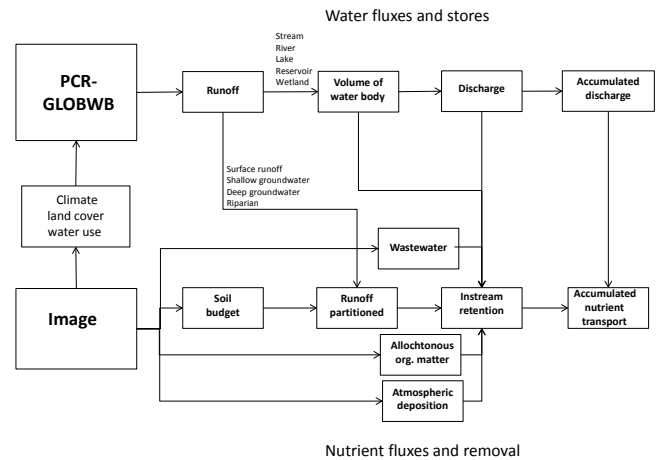 Water fluxes and stores
Stream
River
Lake
Reservoir
Wetland
PCR-
GLOBWB
Runoff
Volume of
water body
Discharge
Accumulated
discharge
Surface runoff
Shallow groundwater
Deep groundwater
Riparian
Climate
land cover
water use
Wastewater
Image
Soil
budget
Runoff
partitioned
Instream
retention
Accumulated
nutrient
transport
Allochtonous
org. matter
Atmospheric
deposition
Nutrient fluxes and removal